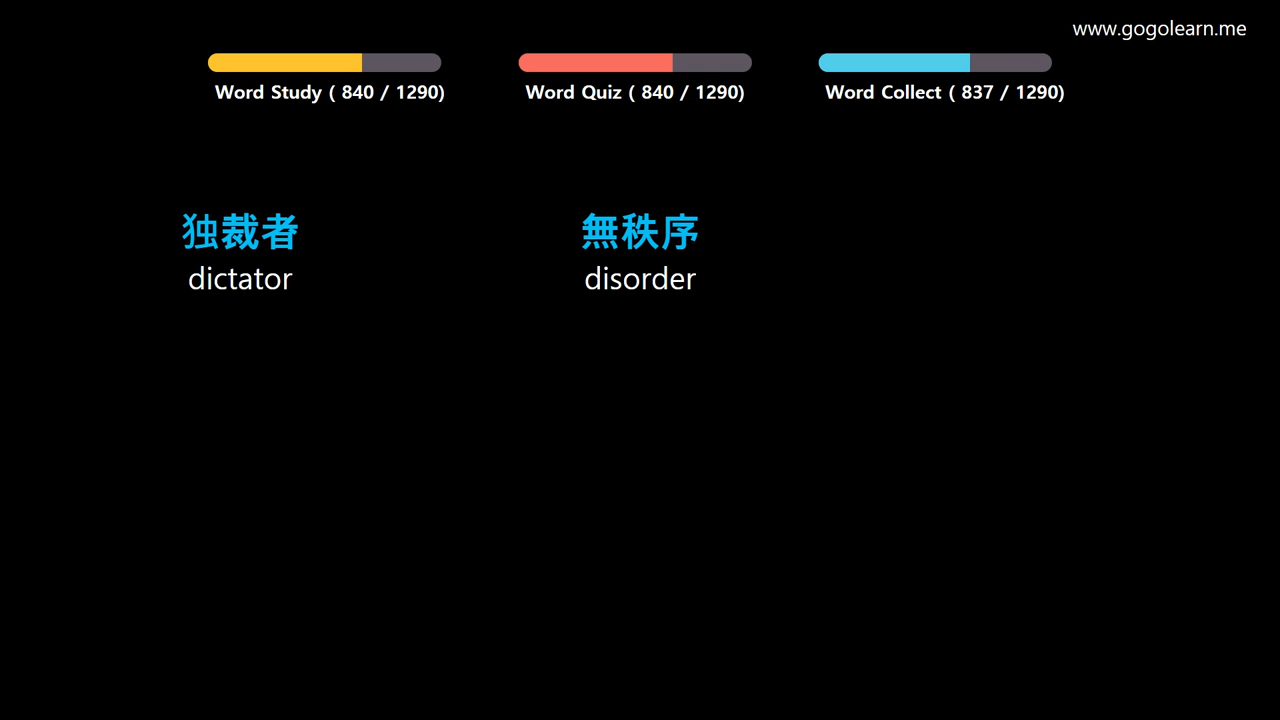 www.gogolearn.me
Word Study ( 840 / 1290)
Word Quiz ( 840 / 1290)
Word Collect ( 837 / 1290)
独裁者
dictator
無秩序
disorder